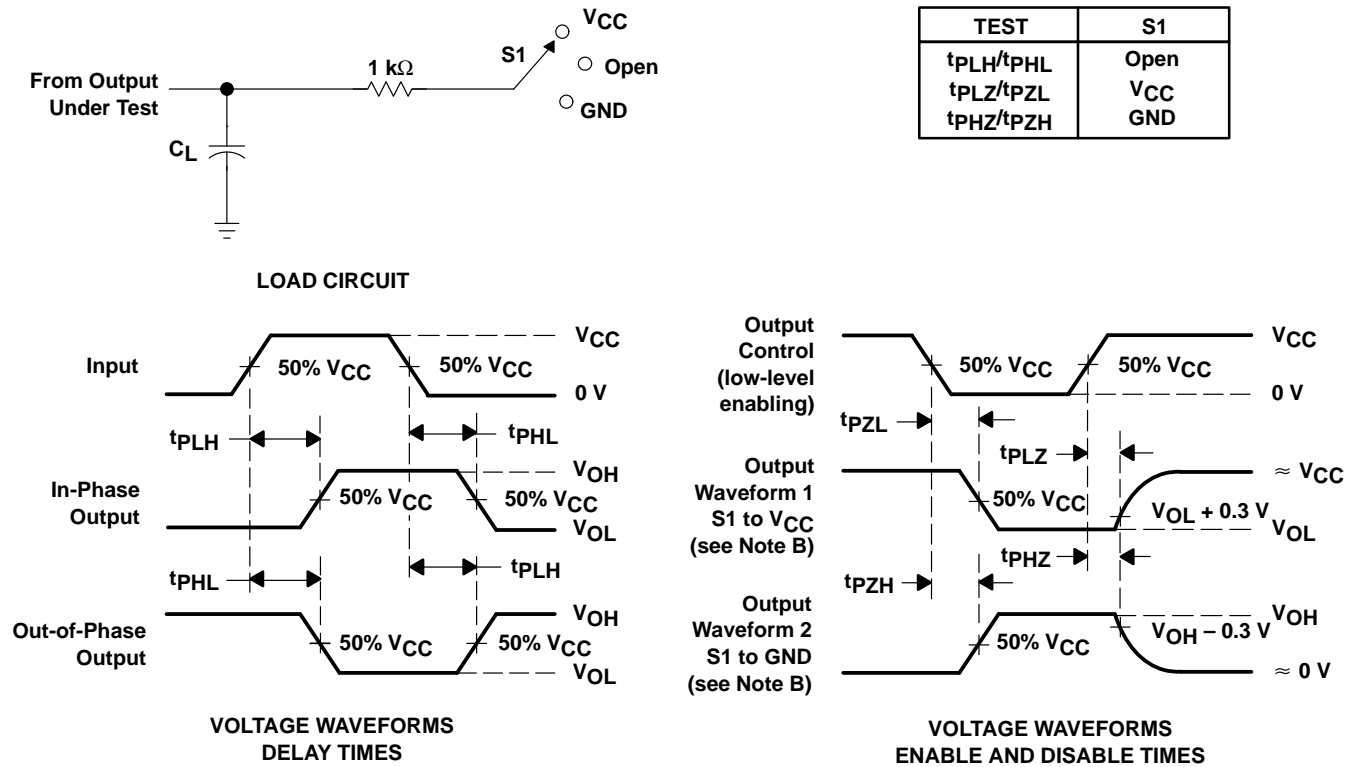 VCC
S1
Open
GND
1 kΩ
From Output
Under Test
CL
LOAD CIRCUIT
TEST S1
tPLH/tPHL Open
tPLZ/tPZL VCC
tPHZ/tPZH GND
Input
50% VCC
50% VCC
VCC
0 V
tPLH
tPHL
In-Phase
Output
50% VCC
50% VCC
VOH
VOL
tPHL
tPLH
Out-of-Phase
Output
50% VCC
50% VCC
VOH
VOL
VOLTAGE WAVEFORMS
DELAY TIMES
Output
Control
(low-level
enabling)
50% VCC
50% VCC
VCC
0 V
tPZL
tPLZ
Output
Waveform 1
S1 to VCC
(see Note B)
50% VCC
≈ VCC
VOL + 0.3 V
VOL
tPHZ
tPZH
Output
Waveform 2
S1 to GND
(see Note B)
50% VCC
VOH
VOH – 0.3 V
≈ 0 V
VOLTAGE WAVEFORMS
ENABLE AND DISABLE TIMES